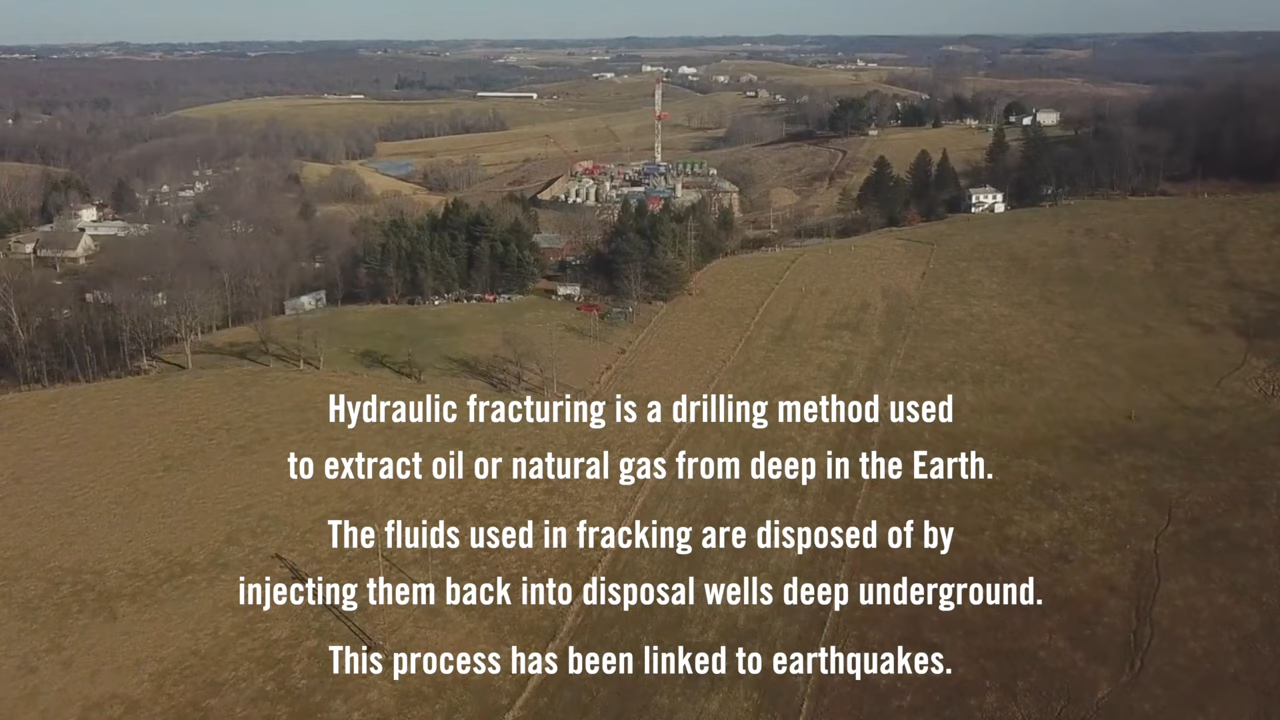 Hydraulic fracturing is a drilling method used
to extract oil or natural gas from deep in the Earth.
The fluids used in fracking are disposed of by
injecting them back into disposal wells deep underground.
This process has been linked to earthquakes.